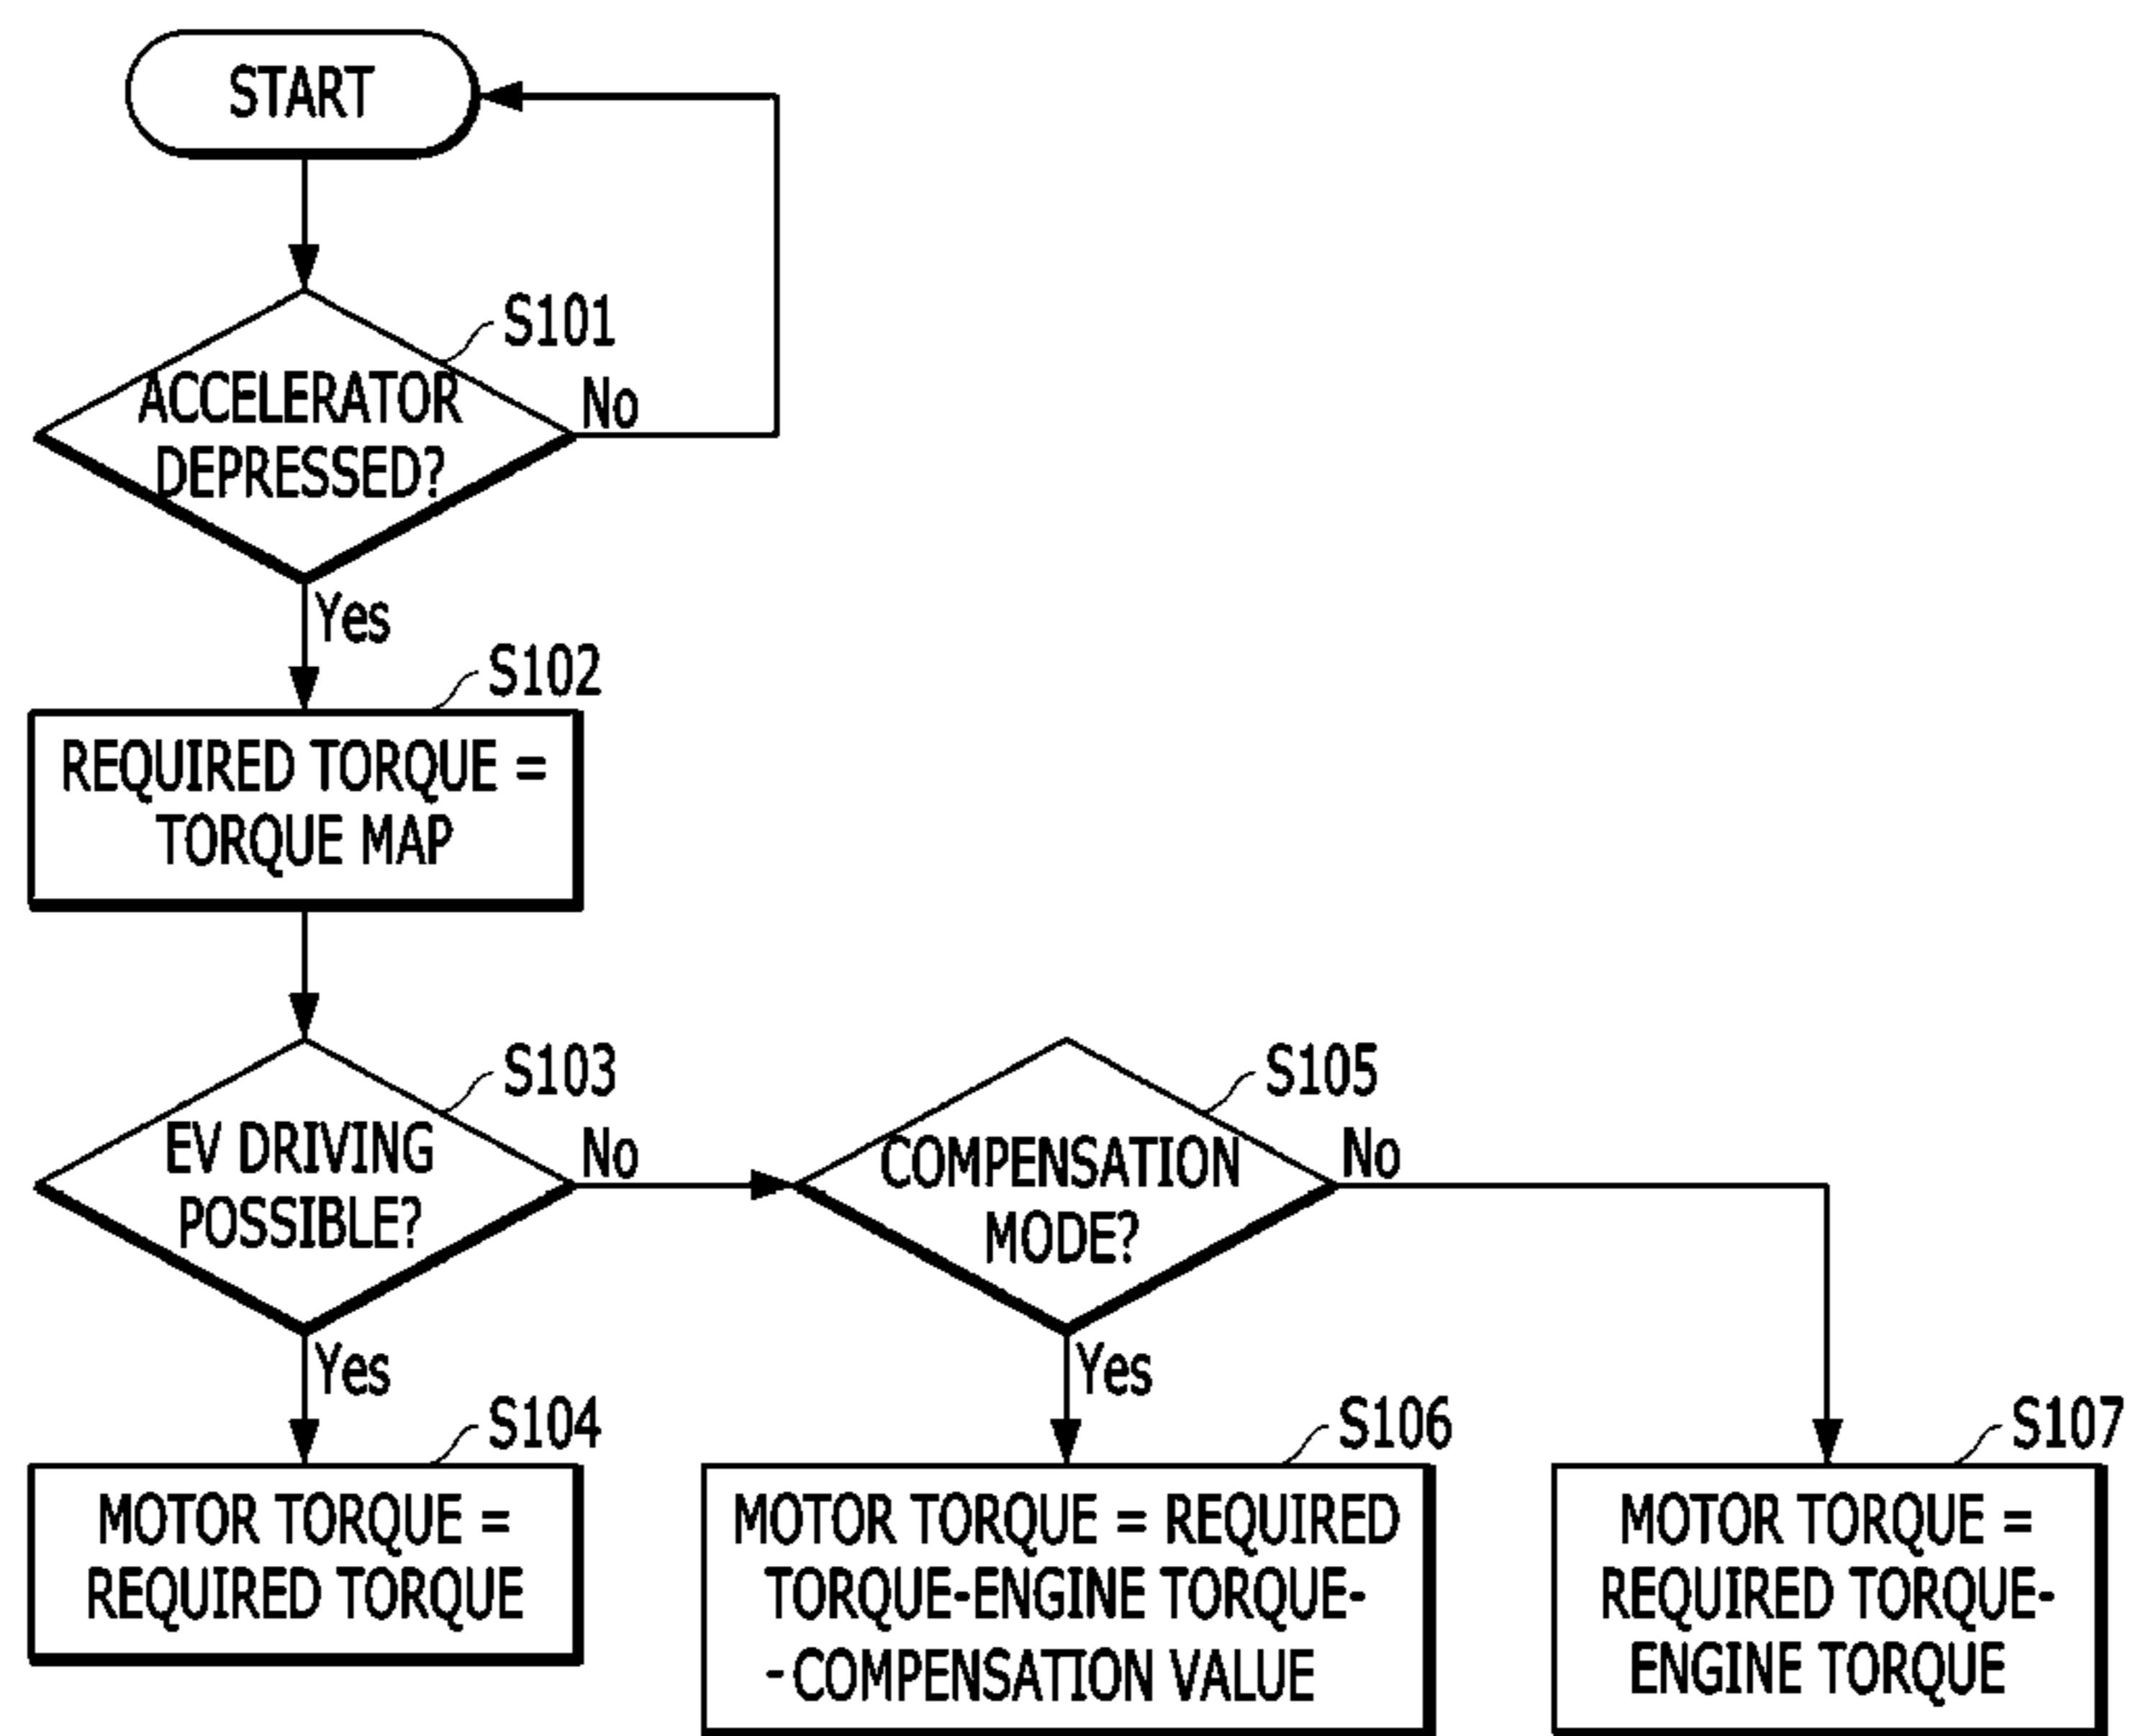 START
S101
ACCELERATOR
DEPRESSED?
No
Yes
S102
REQUIRED TORQUE =
TORQUE MAP
S103
EV DRIVING
POSSIBLE?
No
Yes
S105
COMPENSATION
MODE?
No
Yes
S104
MOTOR TORQUE =
REQUIRED TORQUE
S106
MOTOR TORQUE = REQUIRED
TORQUE-ENGINE TORQUE-
-COMPENSATION VALUE
S107
MOTOR TORQUE =
REQUIRED TORQUE-
ENGINE TORQUE